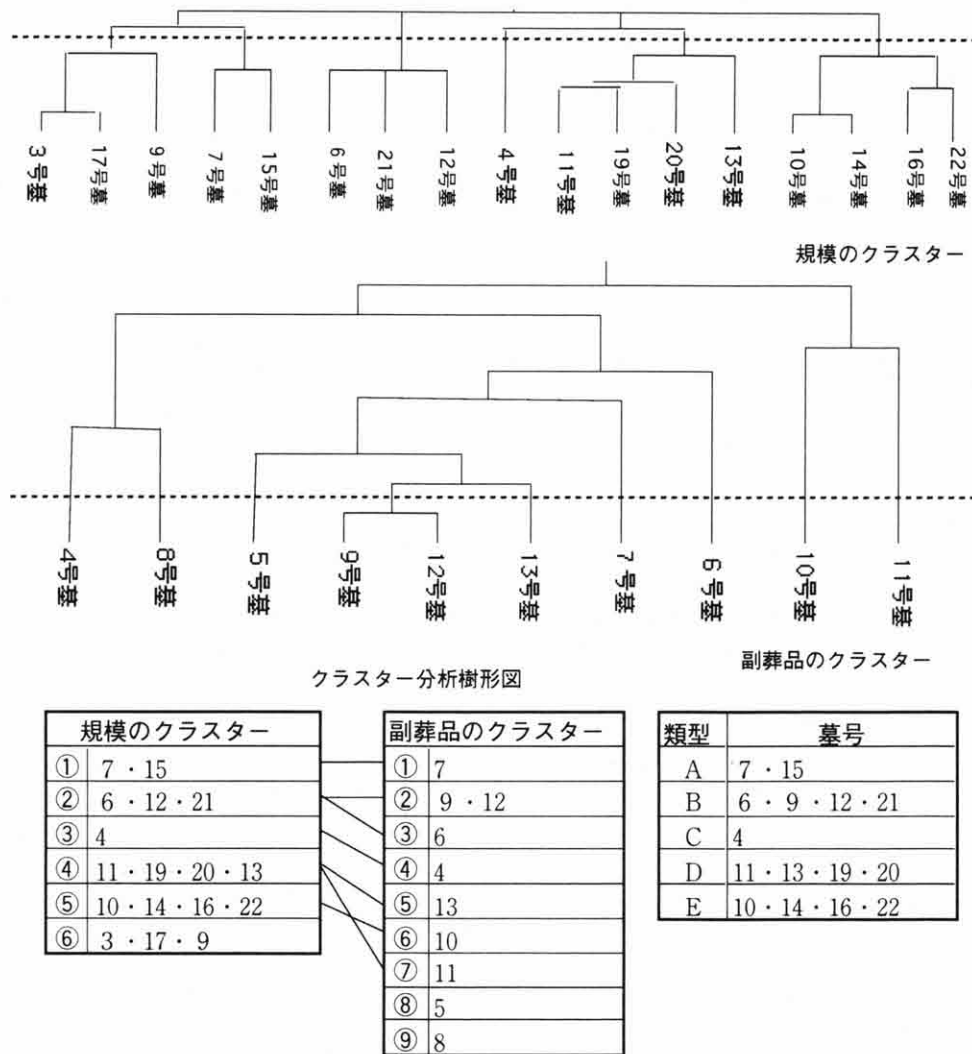 3号墓 17号墓 9号墓 7号墓 15号墓 6号墓 21号墓 12号墓 4号墓 11号墓 19号墓 20号墓 13号墓 10号墓 14号墓 16号墓 22号墓
規模のクラスター
4号墓 8号墓 5号墓 9号墓 12号墓 13号墓 7号墓 6号墓 10号墓 11号墓
副葬品のクラスター
クラスター分析樹形図
規模のクラスター
① 7・15
② 6・12・21
③ 4
④ 11・19・20・13
⑤ 10・14・16・22
⑥ 3・17・9
副葬品のクラスター
① 7
② 9・12
③ 6
④ 4
⑤ 13
⑥ 10
⑦ 11
⑧ 5
⑨ 8
類型 墓号
A 7・15
B 6・9・12・21
C 4
D 11・13・19・20
E 10・14・16・22